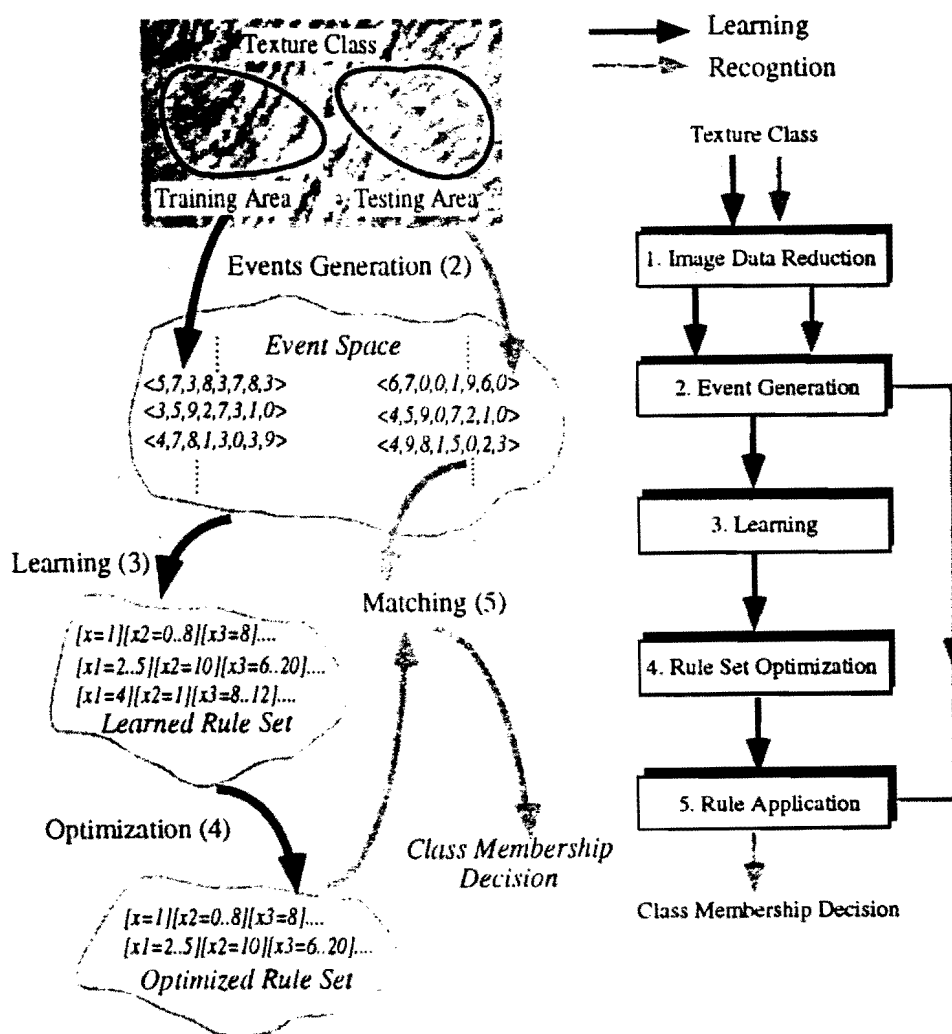 Texture Class
Training Area
Testing Area
Events Generation (2)
Event Space
<5,7,3,8,3,7,8,3>
<3,5,9,2,7,3,1,0>
<4,7,8,1,3,0,3,9>
<6,7,0,0,1,9,6,0>
<4,5,9,0,7,2,1,0>
<4,9,8,1,5,0,2,3>
Learning (3)
[x=1][x2=0..8][x3=8]....
[x1=2..5][x2=10][x3=6..20]....
[x1=4][x2=1][x3=8..12]....
Learned Rule Set
Matching (5)
Optimization (4)
Class Membership
Decision
[x=1][x2=0..8][x3=8]....
[x1=2..5][x2=10][x3=6..20]....
Optimized Rule Set
Learning
Recogntion
Texture Class
1. Image Data Reduction
2. Event Generation
3. Learning
4. Rule Set Optimization
5. Rule Application
Class Membership Decision